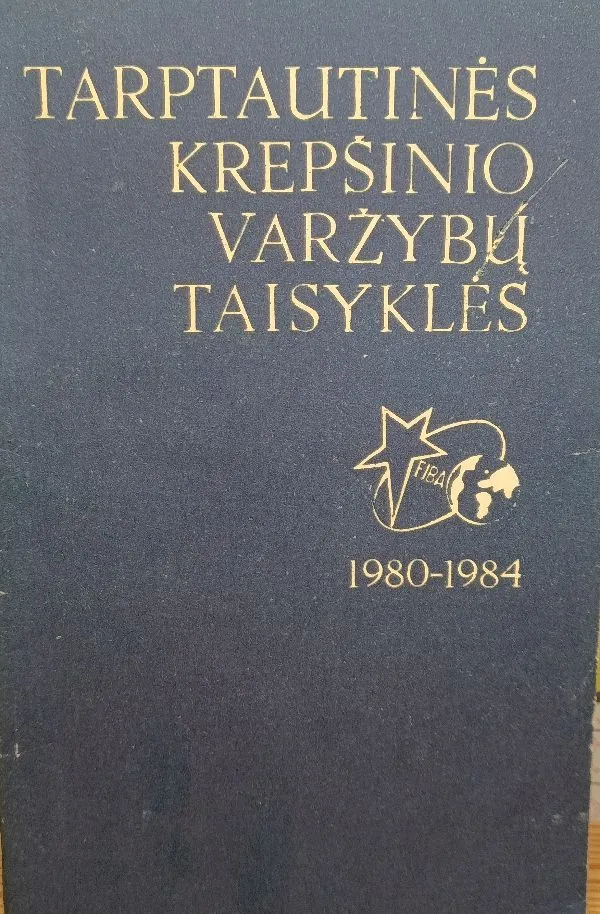 TARPTAUTINĖS
KREPŠINIO
VARŽYBŲ
TAISYKLĖS
FIBA
1980-1984